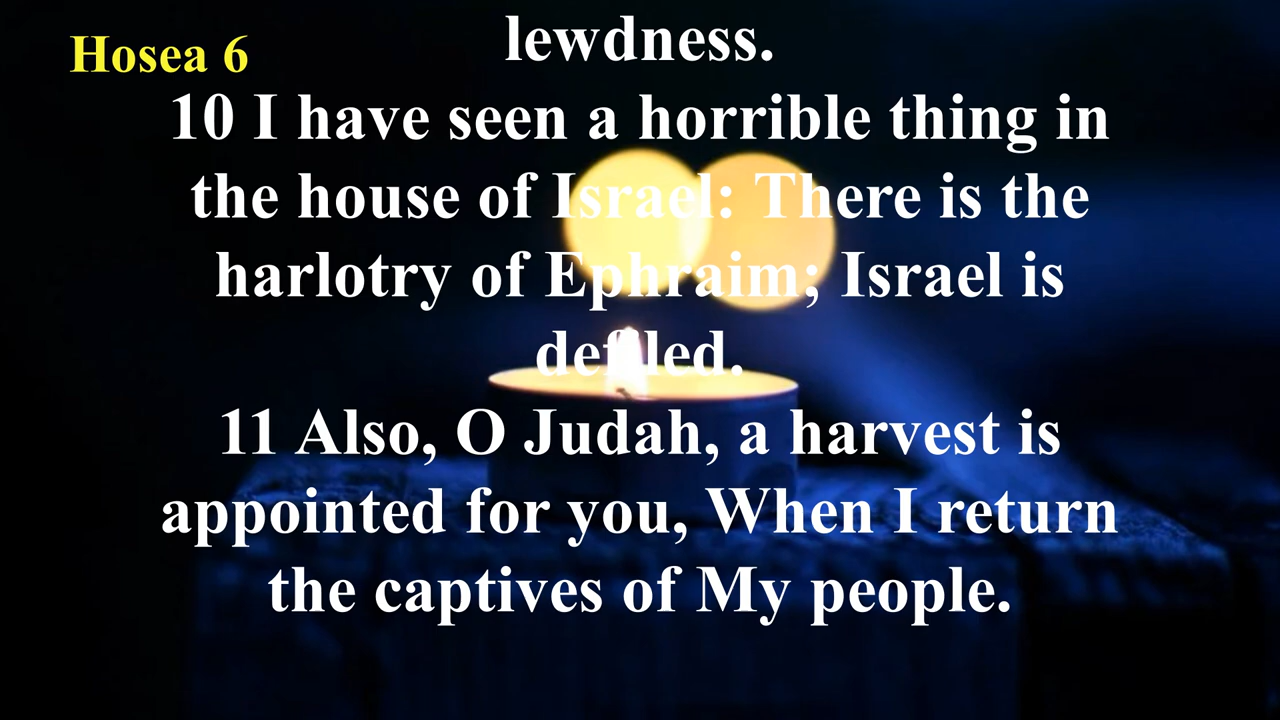 Hosea 6
lewdness.
10 I have seen a horrible thing in
the house of Israel: There is the
harlotry of Ephraim; Israel is
defiled.
11 Also, O Judah, a harvest is
appointed for you, When I return
the captives of My people.